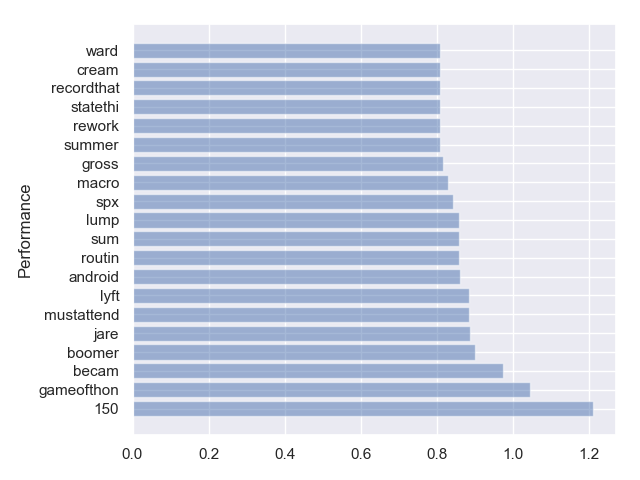 ward
cream
recordthat
statethi
rework
summer
gross
macro
spx
lump
sum
routin
android
lyft
mustattend
jare
boomer
becam
gameofthon
150
Performance
0.0 0.2 0.4 0.6 0.8 1.0 1.2